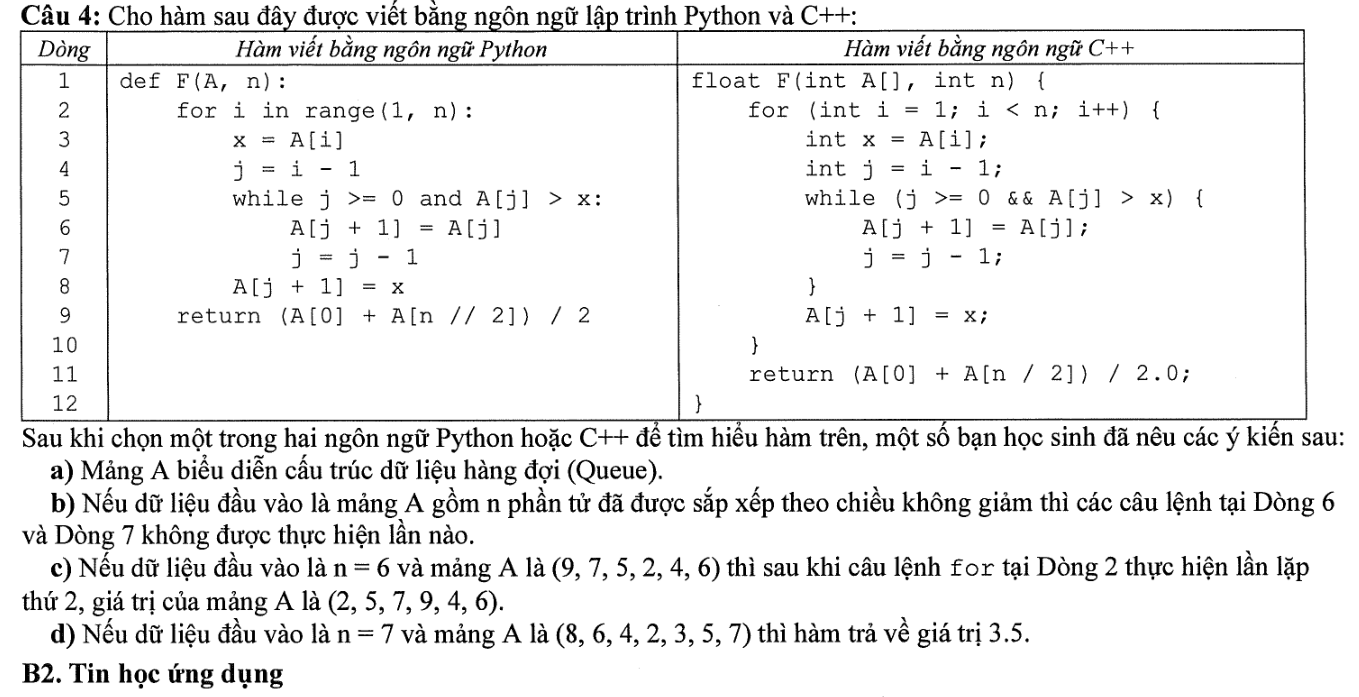 Câu 4: Cho hàm sau đây được viết bằng ngôn ngữ lập trình Python và C++:
Dòng Hàm viết bằng ngôn ngữ Python Hàm viết bằng ngôn ngữ C++
1 def F(A, n): float F(int A[], int n) {
2 for i in range(1, n): for (int i = 1; i < n; i++) {
3 x = A[i] int x = A[i];
4 j = i - 1 int j = i - 1;
5 while j >= 0 and A[j] > x: while (j >= 0 && A[j] > x) {
6 A[j + 1] = A[j] A[j + 1] = A[j];
7 j = j - 1 j = j - 1;
8 A[j + 1] = x }
9 return (A[0] + A[n // 2]) / 2 A[j + 1] = x;
10 }
11 return (A[0] + A[n / 2]) / 2.0;
12 }
Sau khi chọn một trong hai ngôn ngữ Python hoặc C++ để tìm hiểu hàm trên, một số bạn học sinh đã nêu các ý kiến sau:
a) Mảng A biểu diễn cấu trúc dữ liệu hàng đợi (Queue).
b) Nếu dữ liệu đầu vào là mảng A gồm n phần tử đã được sắp xếp theo chiều không giảm thì các câu lệnh tại Dòng 6
và Dòng 7 không được thực hiện lần nào.
c) Nếu dữ liệu đầu vào là n = 6 và mảng A là (9, 7, 5, 2, 4, 6) thì sau khi câu lệnh for tại Dòng 2 thực hiện lần lặp
thứ 2, giá trị của mảng A là (2, 5, 7, 9, 4, 6).
d) Nếu dữ liệu đầu vào là n = 7 và mảng A là (8, 6, 4, 2, 3, 5, 7) thì hàm trả về giá trị 3.5.
B2. Tin học ứng dụng